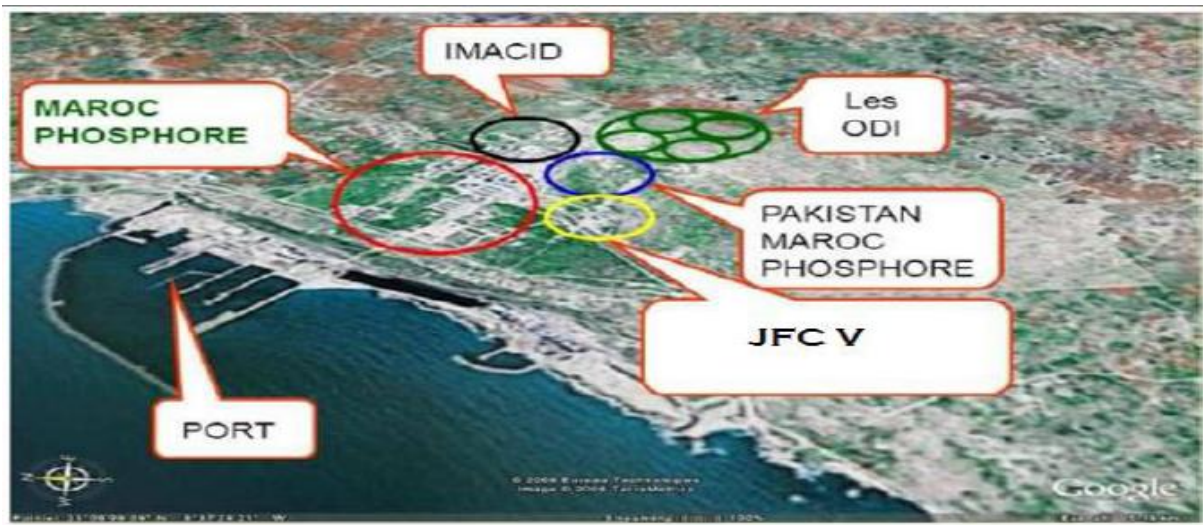 IMACID
MAROC
PHOSPHORE
Les
ODI
PAKISTAN
MAROC
PHOSPHORE
JFC V
PORT
N
S
W
Google